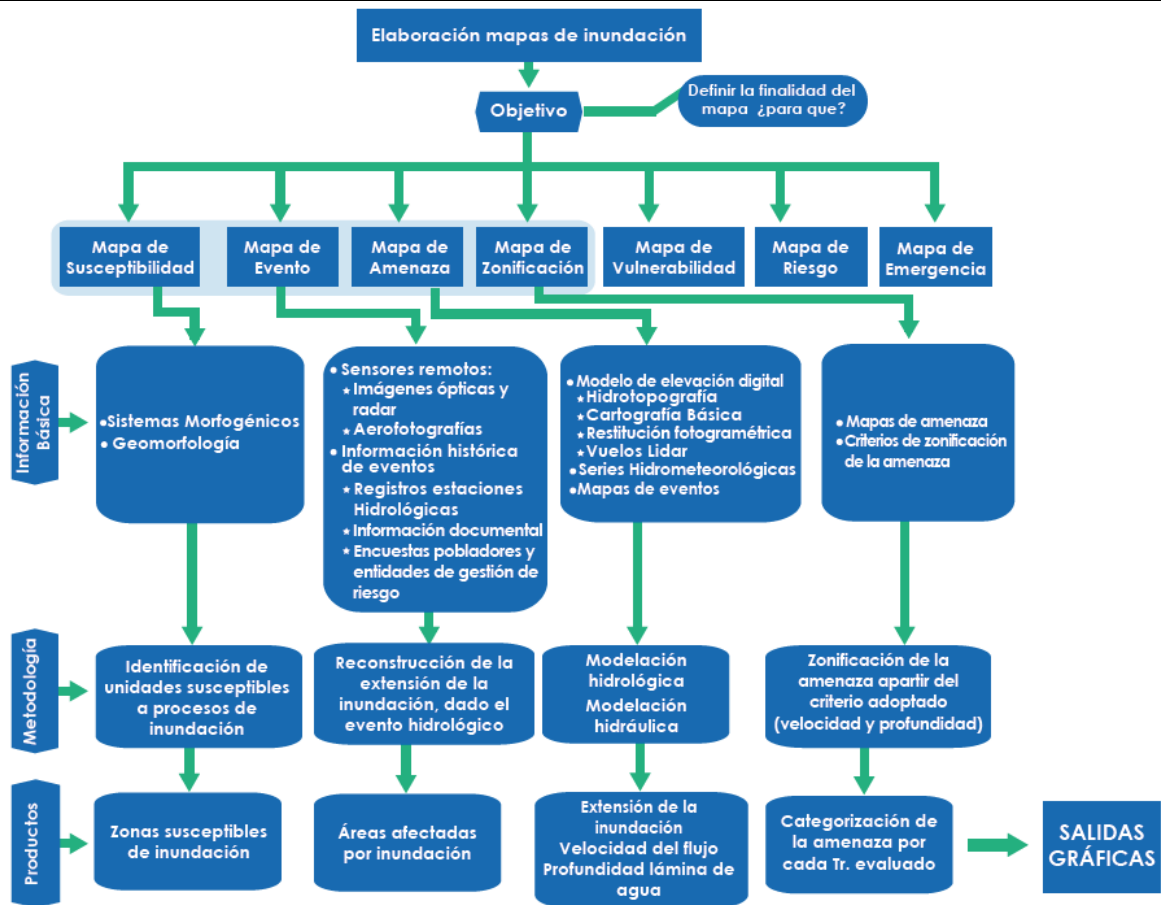 Elaboración mapas de inundación
Objetivo
Definir la finalidad del
mapa ¿para que?
Mapa de
Susceptibilidad
Mapa de
Evento
Mapa de
Amenaza
Mapa de
Zonificación
Mapa de
Vulnerabilidad
Mapa de
Riesgo
Mapa de
Emergencia
Información
Básica
•Sistemas Morfogénicos
• Geomorfología
• Sensores remotos:
★ Imágenes ópticas y
radar
★ Aerofotografías
• Información histórica
de eventos
★ Registros estaciones
Hidrológicas
★ Información documental
★ Encuestas pobladores y
entidades de gestión de
riesgo
• Modelo de elevación digital
★ Hidrotopografía
★ Cartografía Básica
★ Restitución fotogramétrica
★ Vuelos Lidar
• Series Hidrometeorológicas
• Mapas de eventos
• Mapas de amenaza
• Criterios de zonificación
de la amenaza
Metodología
Identificación de
unidades susceptibles
a procesos de
inundación
Reconstrucción de la
extensión de la
inundación, dado el
evento hidrológico
Modelación
hidrológica
Modelación
hidráulica
Zonificación de la
amenaza apartir del
criterio adoptado
(velocidad y profundidad)
Productos
Zonas susceptibles
de inundación
Áreas afectadas
por inundación
Extensión de la
inundación
Velocidad del flujo
Profundidad lámina de
agua
Categorización de
la amenaza por
cada Tr. evaluado
SALIDAS
GRÁFICAS